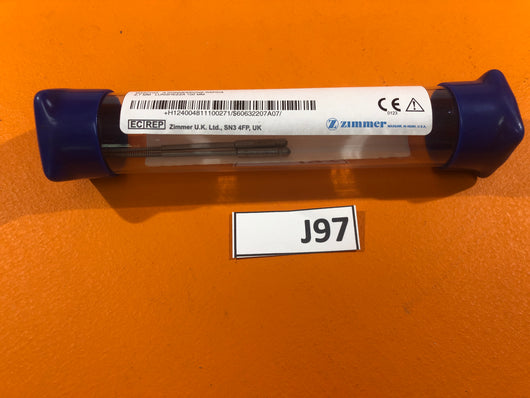 +H124004811100271/$60632207A07/
EC REP Zimmer U.K. Ltd., SN3 4FP, UK
CE
0123
zimmer
J97